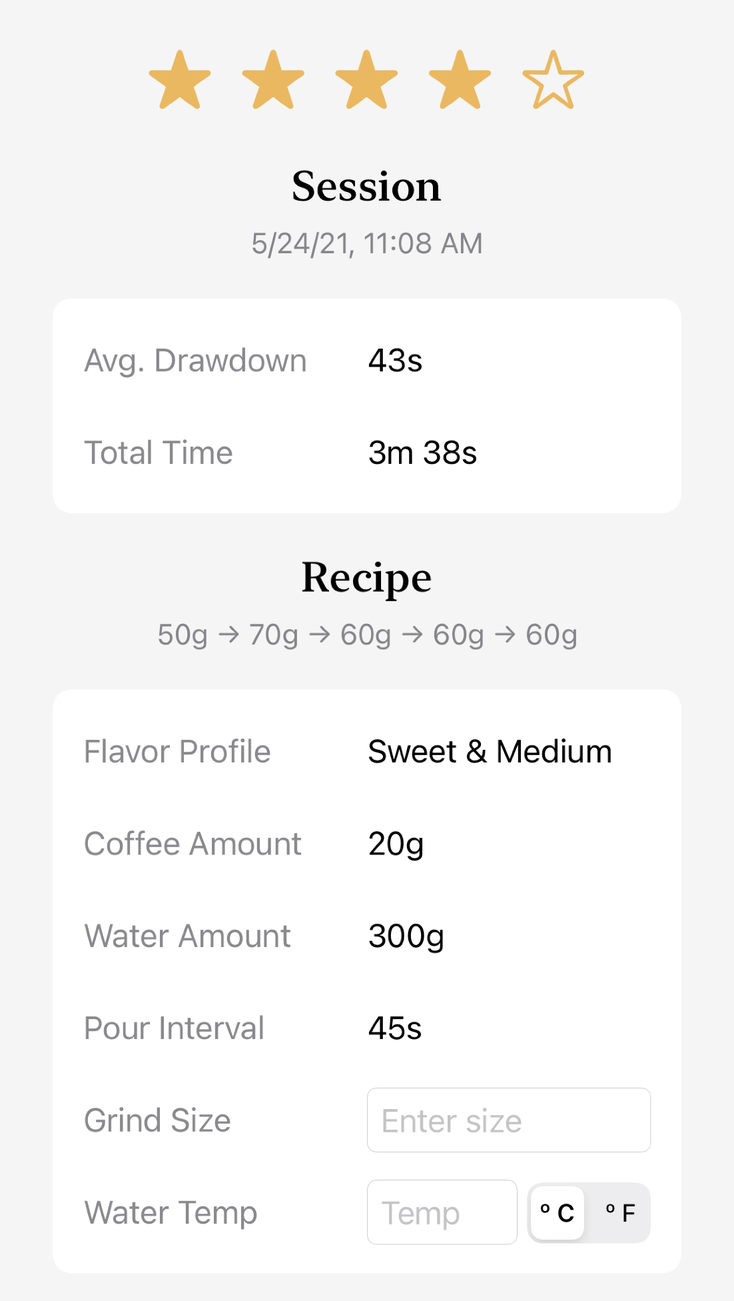 Session
5/24/21, 11:08 AM
Avg. Drawdown 43s
Total Time 3m 38s
Recipe
50g → 70g → 60g → 60g → 60g
Flavor Profile Sweet & Medium
Coffee Amount 20g
Water Amount 300g
Pour Interval 45s
Grind Size Enter size
Water Temp Temp º C º F